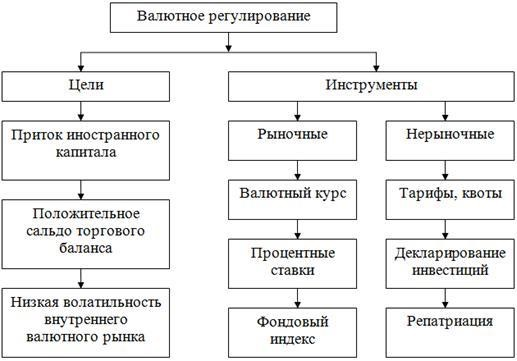 Валютное регулирование
Цели
Инструменты
Приток иностранного
капитала
Рыночные
Нерыночные
Положительное
сальдо торгового
баланса
Валютный курс
Тарифы, квоты
Процентные
ставки
Декларирование
инвестиций
Низкая волатильность
внутреннего
валютного рынка
Фондовый
индекс
Репатриация